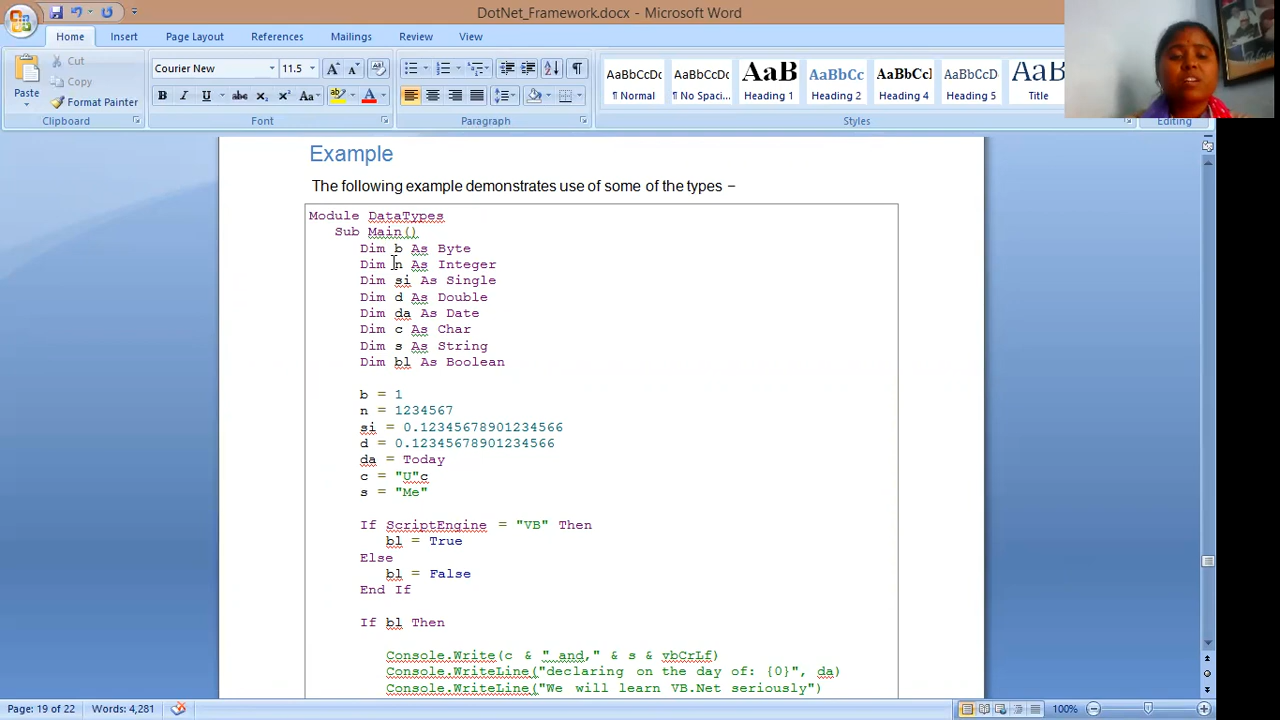 DotNet_Framework.docx - Microsoft Word
Home Insert Page Layout References Mailings Review View
Paste
Cut
Copy
Format Painter
Clipboard
Courier New 11.5
Font
Paragraph
AaBbCcDc AaBbCcDc AaB AaBbCc AaBbCcI AaBbCcD AaB
¶ Normal ¶ No Spaci... Heading 1 Heading 2 Heading 4 Heading 5 Title
Styles
Editing
Example
The following example demonstrates use of some of the types −
Module DataTypes
Sub Main()
Dim b As Byte
Dim n As Integer
Dim si As Single
Dim d As Double
Dim da As Date
Dim c As Char
Dim s As String
Dim bl As Boolean
b = 1
n = 1234567
si = 0.12345678901234566
d = 0.12345678901234566
da = Today
c = "U"c
s = "Me"
If ScriptEngine = "VB" Then
bl = True
Else
bl = False
End If
If bl Then
Console.Write(c & " and," & s & vbCrLf)
Console.WriteLine("declaring on the day of: {0}", da)
Console.WriteLine("We will learn VB.Net seriously")
Page: 19 of 22 Words: 4,281 100%